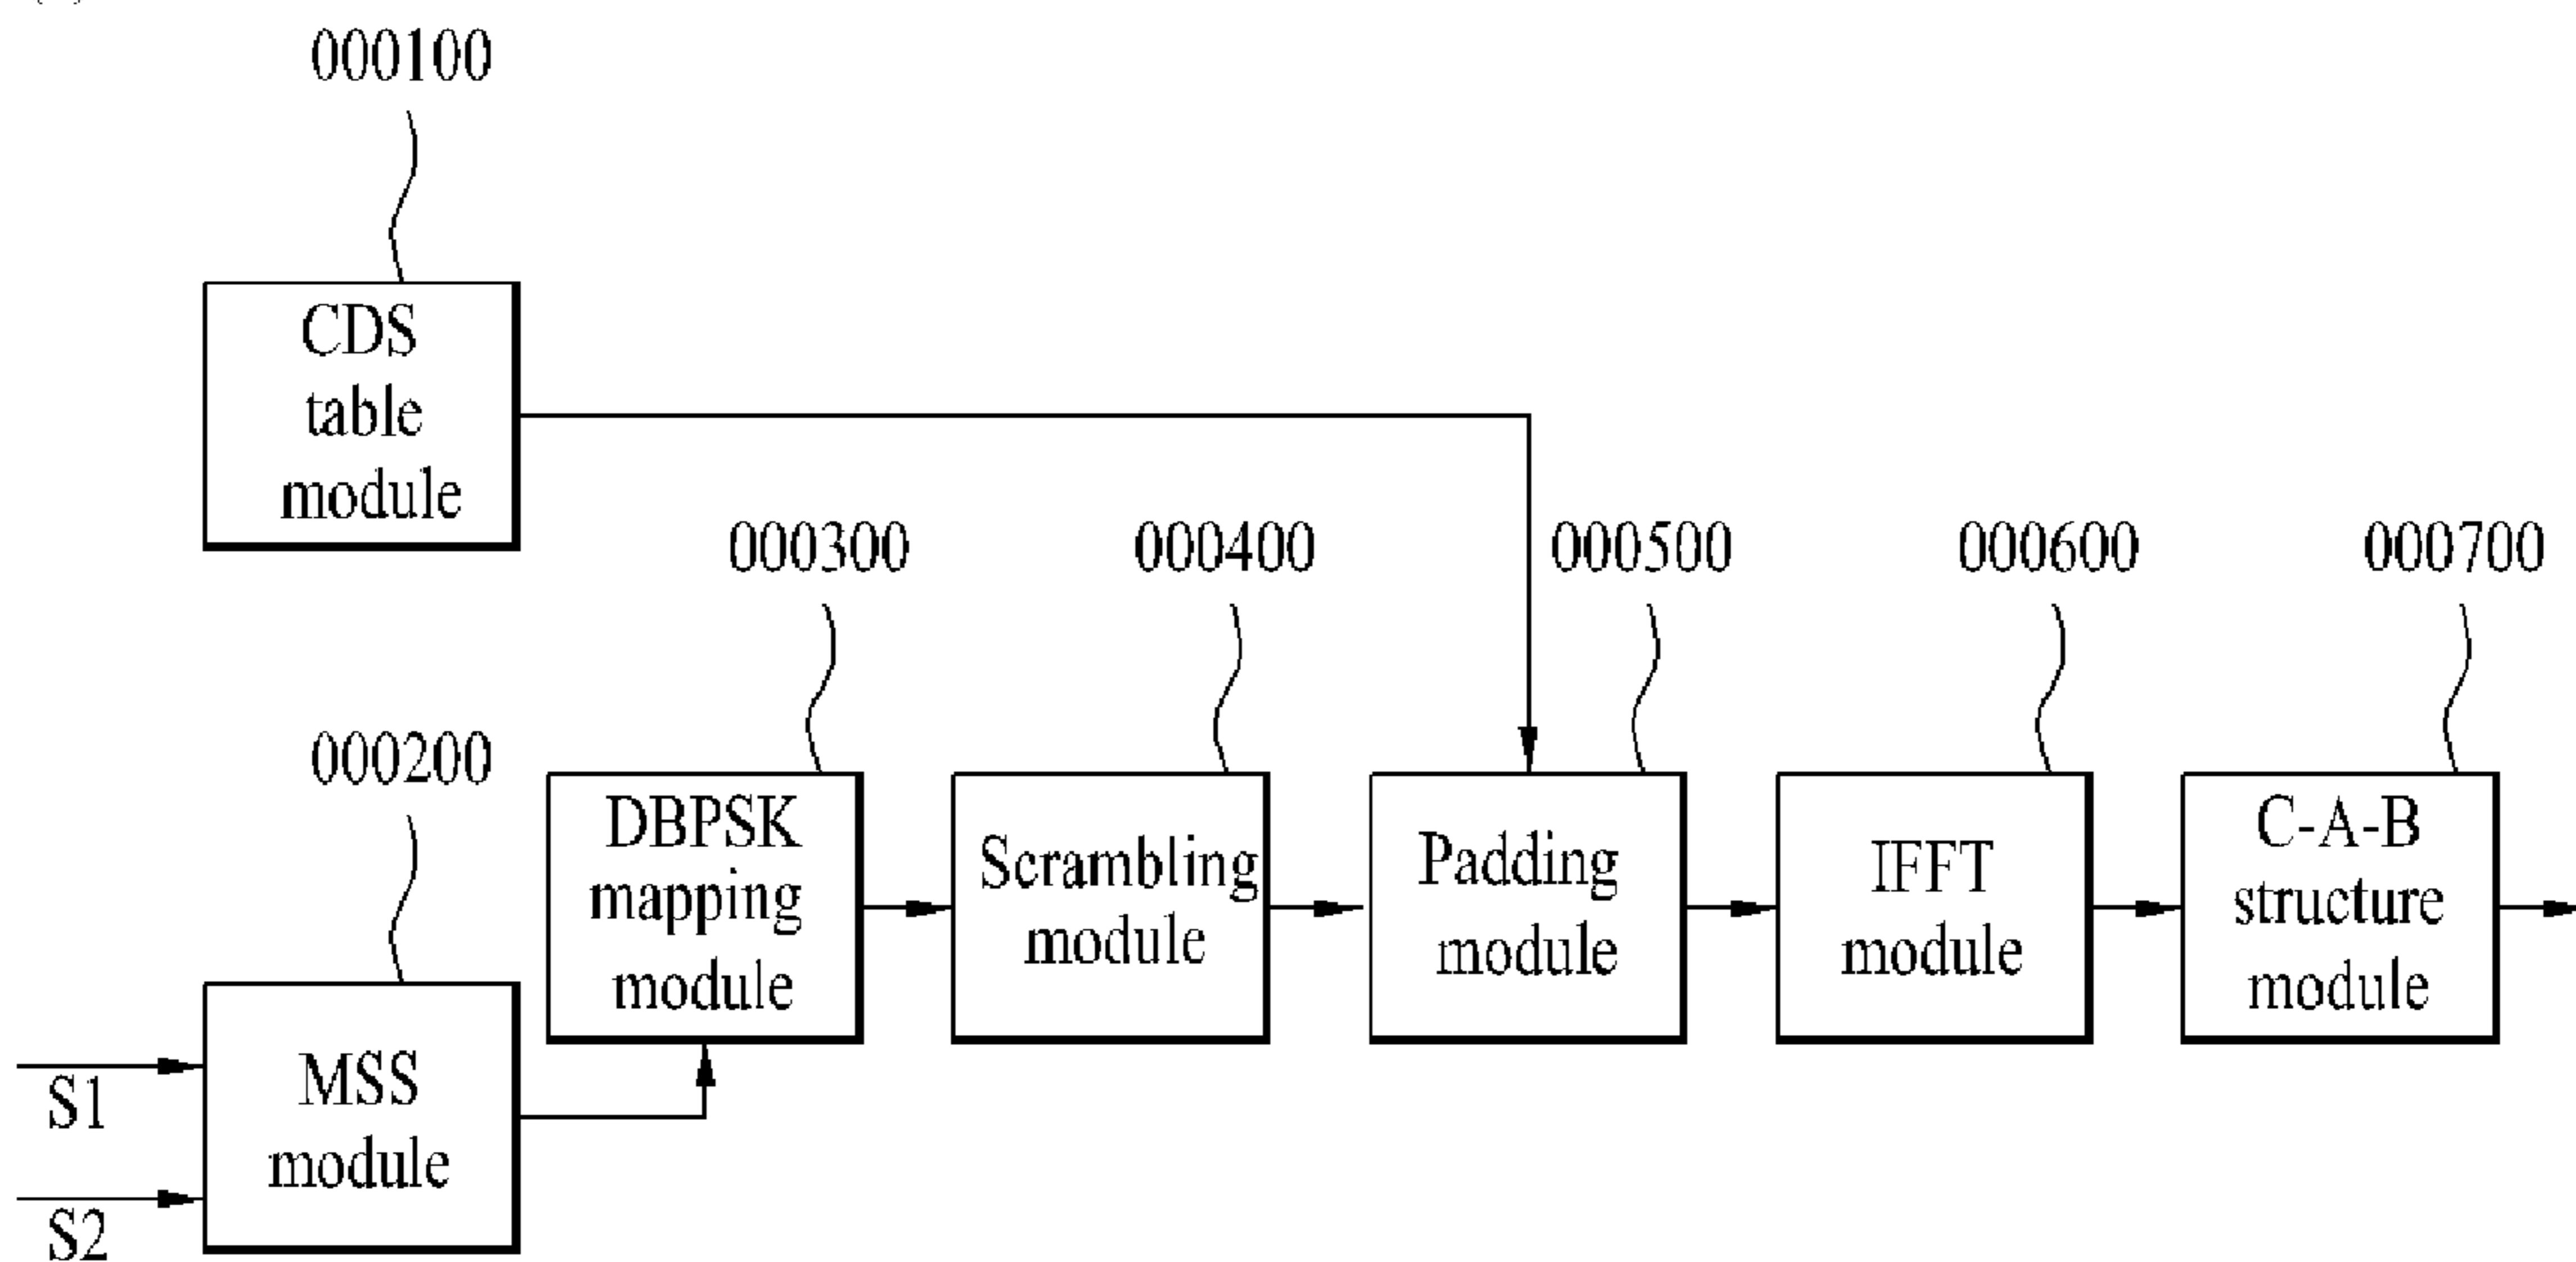 000100
CDS
table
module
000300
000400
000500
000600
000700
000200
DBPSK
mapping
module
Scrambling
module
Padding
module
IFFT
module
C-A-B
structure
module
MSS
module
S1
S2